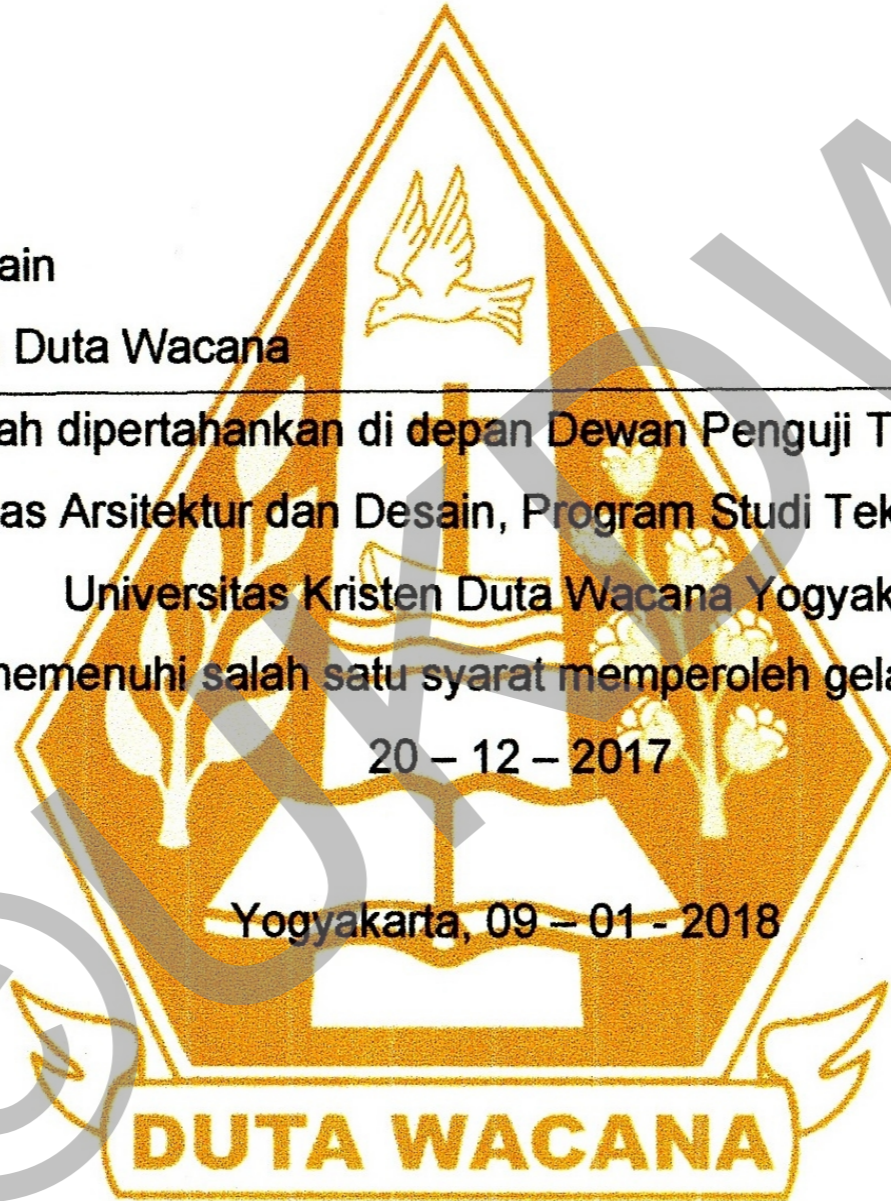 ain
Duta Wacana
ah dipertahankan di depan Dewan Penguji T
as Arsitektur dan Desain, Program Studi Tek
Universitas Kristen Duta Wacana Yogyak
memenuhi salah satu syarat memperoleh gela
20 – 12 – 2017
Yogyakarta, 09 – 01 - 2018
DUTA WACANA
©UKDW